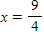 x = 9/4